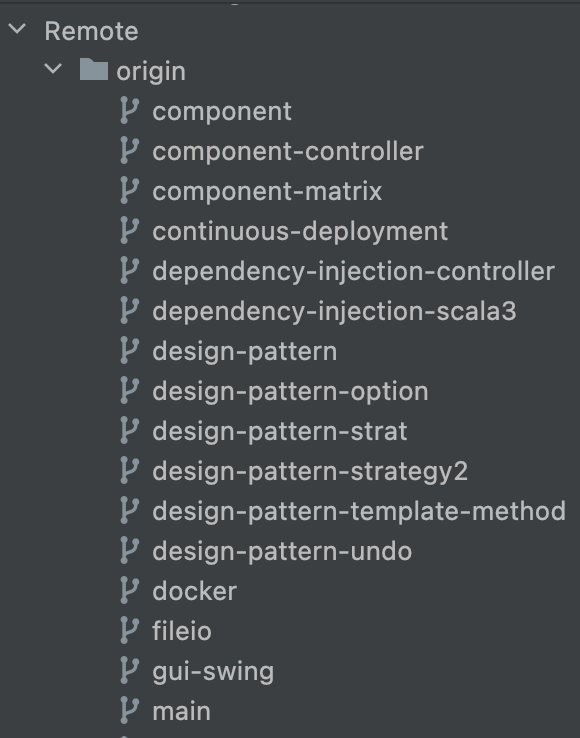 Remote
origin
component
component-controller
component-matrix
continuous-deployment
dependency-injection-controller
dependency-injection-scala3
design-pattern
design-pattern-option
design-pattern-strat
design-pattern-strategy2
design-pattern-template-method
design-pattern-undo
docker
fileio
gui-swing
main